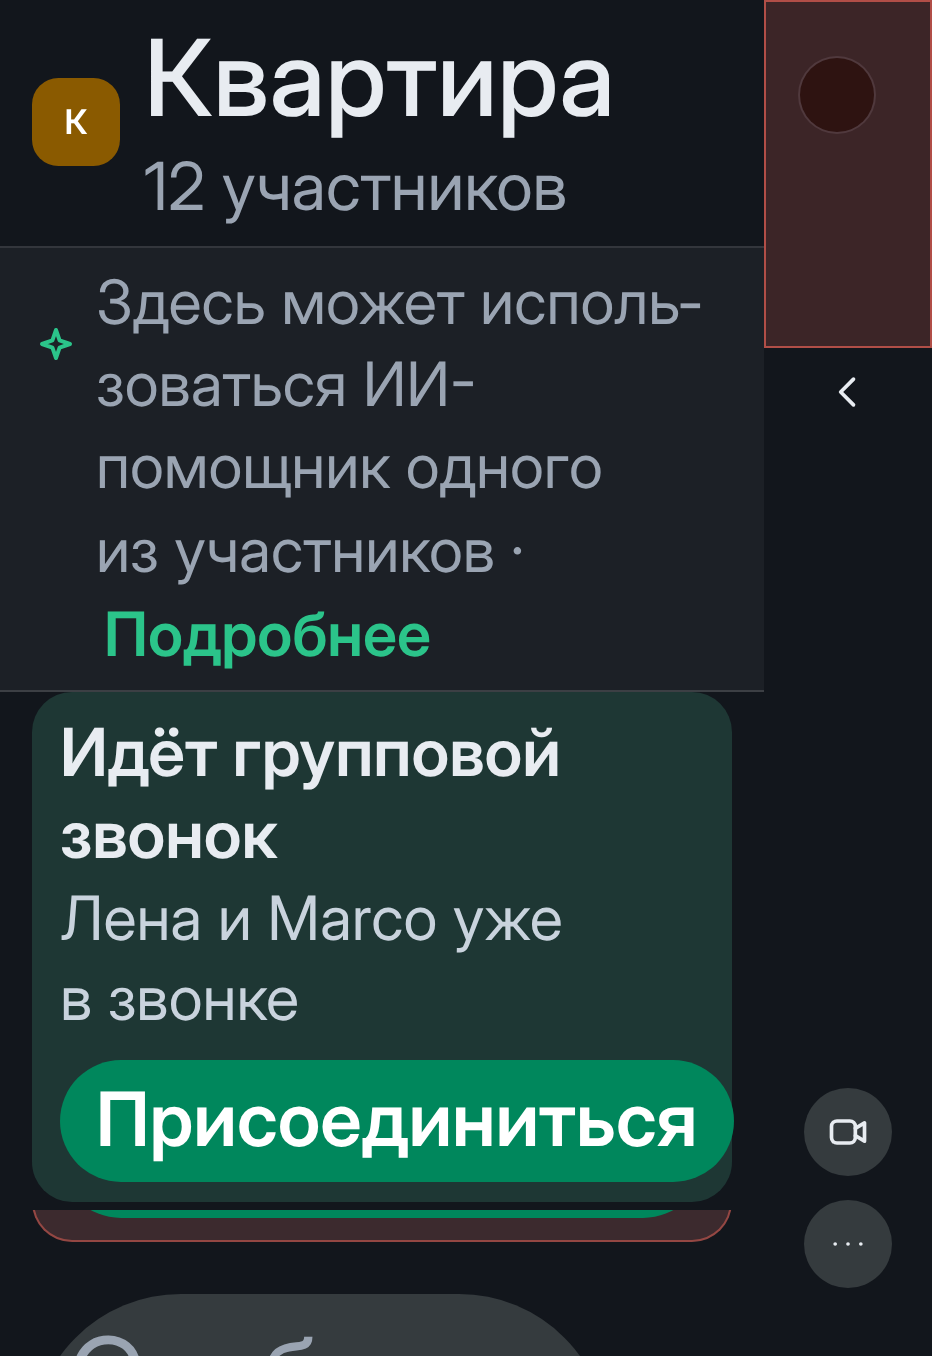 К
Квартира
12 участников
Здесь может исполь-
зоваться ИИ-
помощник одного
из участников ·
Подробнее
Идёт групповой
звонок
Лена и Marco уже
в звонке
Присоединиться